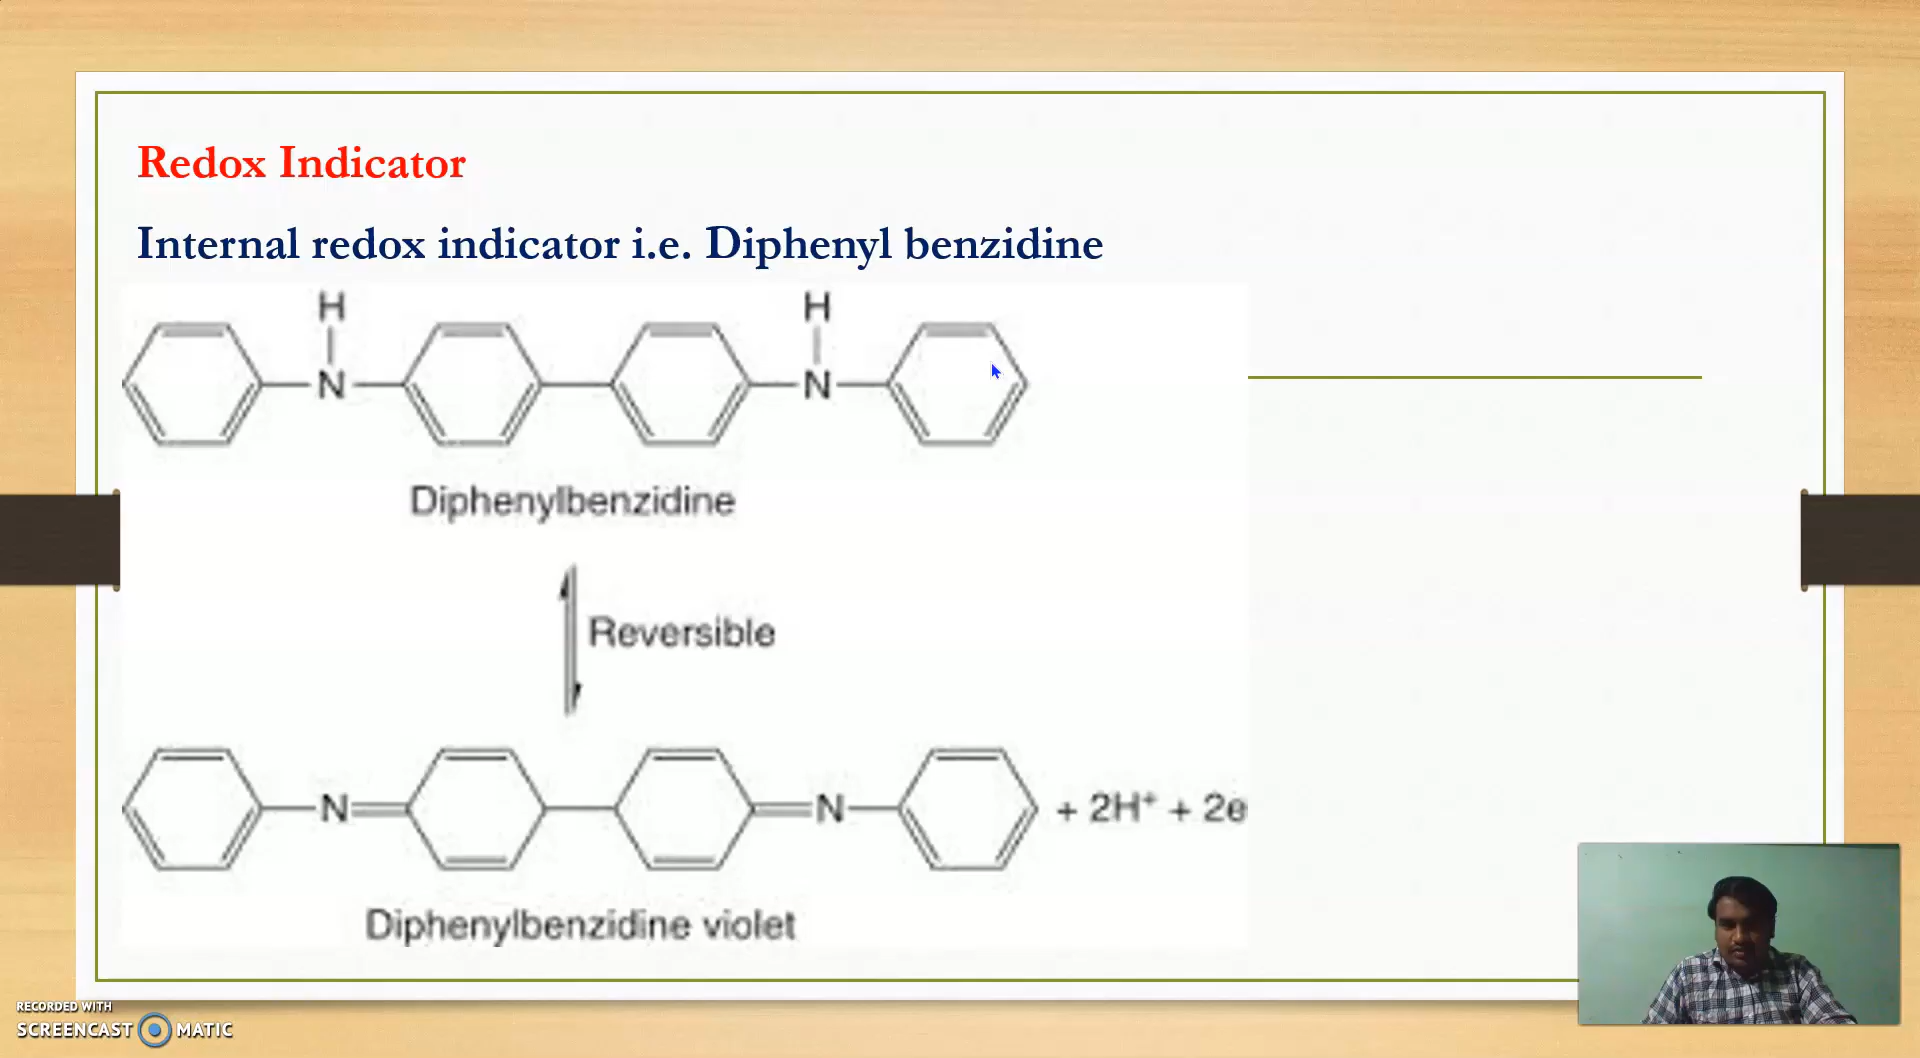 Redox Indicator
Internal redox indicator i.e. Diphenyl benzidine
H H
N N
Diphenylbenzidine
Reversible
N N + 2H⁺ + 2e
Diphenylbenzidine violet
RECORDED WITH
SCREENCAST MATIC